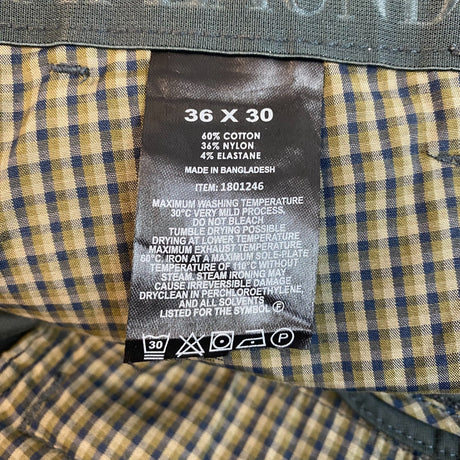 36 X 30
60% COTTON
36% NYLON
4% ELASTANE
MADE IN BANGLADESH
ITEM: 1801246
MAXIMUM WASHING TEMPERATURE
30°C VERY MILD PROCESS.
DO NOT BLEACH
TUMBLE DRYING POSSIBLE
DRYING AT LOWER TEMPERATURE
MAXIMUM EXHAUST TEMPERATURE
60°C. IRON AT A MAXIMUM SOLE-PLATE
TEMPERATURE OF 110°C WITHOUT
STEAM. STEAM IRONING MAY
CAUSE IRREVERSIBLE DAMAGE
DRYCLEAN IN PERCHLOROETHYLENE,
AND ALL SOLVENTS
LISTED FOR THE SYMBOL Ⓟ
30 P